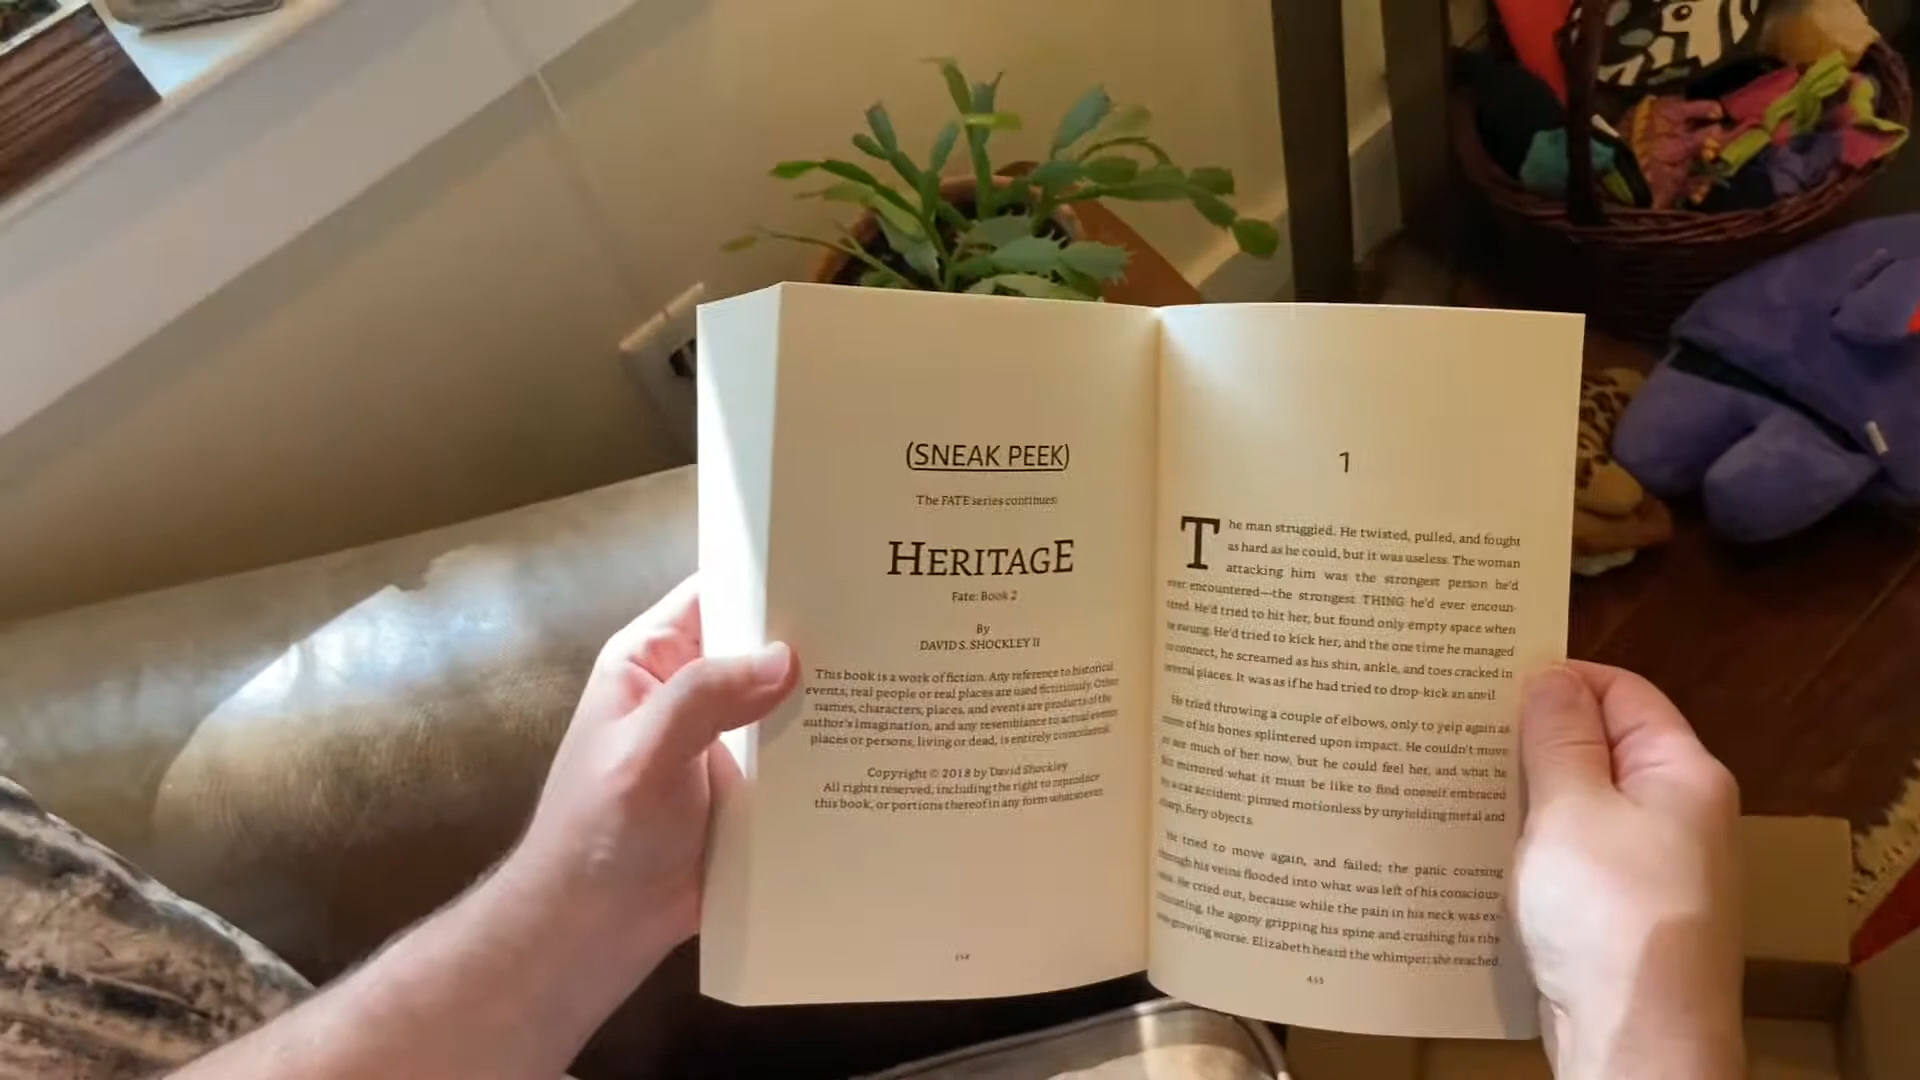 (SNEAK PEEK)
The FATE series continues:
HERITAGE
Fate: Book 2
By
DAVID S. SHOCKLEY II
This book is a work of fiction. Any reference to historical
events, real people or real places are used fictitiously. Other
names, characters, places, and events are products of the
author's imagination, and any resemblance to actual events
places or persons, living or dead, is entirely coincidental.
Copyright © 2018 by David Shockley
All rights reserved, including the right to reproduce
this book, or portions thereof in any form whatsoever.
1
The man struggled. He twisted, pulled, and fought
as hard as he could, but it was useless. The woman
attacking him was the strongest person he'd
ever encountered—the strongest THING he'd ever encoun-
tered. He'd tried to hit her, but found only empty space when
he swung. He'd tried to kick her, and the one time he managed
to connect, he screamed as his shin, ankle, and toes cracked in
several places. It was as if he had tried to drop-kick an anvil.
He tried throwing a couple of elbows, only to yelp again as
more of his bones splintered upon impact. He couldn't move
or see much of her now, but he could feel her, and what he
felt mirrored what it must be like to find oneself embraced
by a car accident: pinned motionless by unyielding metal and
sharp, fiery objects.
He tried to move again, and failed; the panic coursing
through his veins flooded into what was left of his conscious-
ness. He cried out, because while the pain in his neck was ex-
cruciating, the agony gripping his spine and crushing his ribs
was growing worse. Elizabeth heard the whimper; she reached